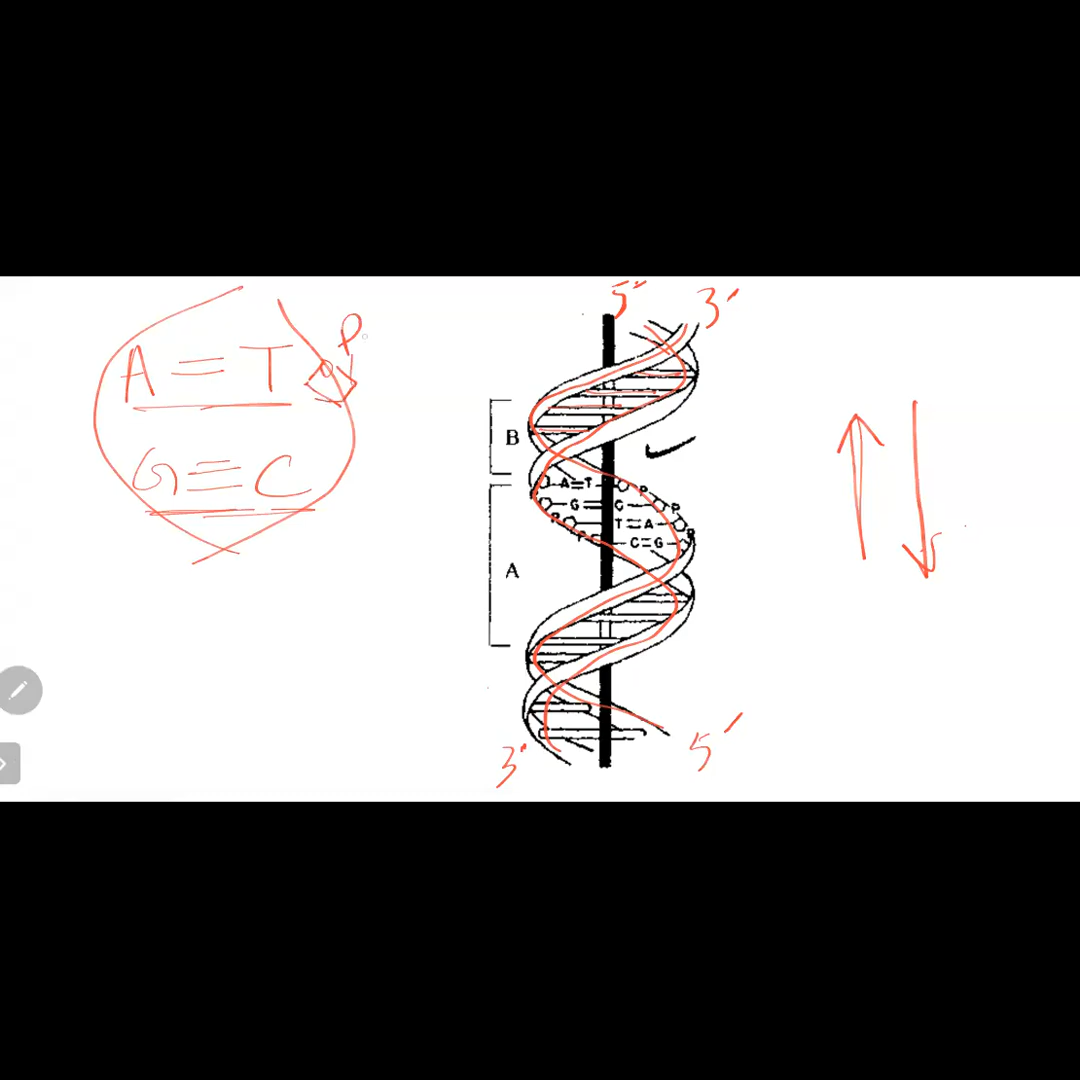 5' 3'
P
A = T
G ≡ C
B
A=T P
G C P
P T=A P
P C≡G
A
3' 5'